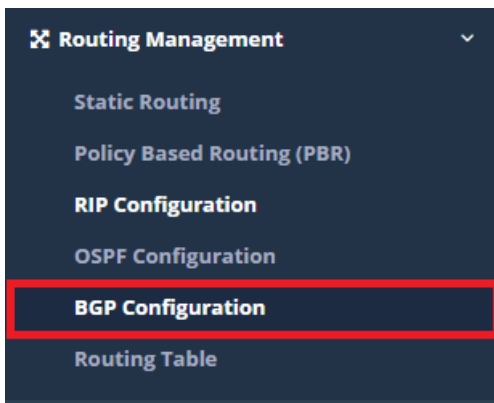 Routing Management
Static Routing
Policy Based Routing (PBR)
RIP Configuration
OSPF Configuration
BGP Configuration
Routing Table